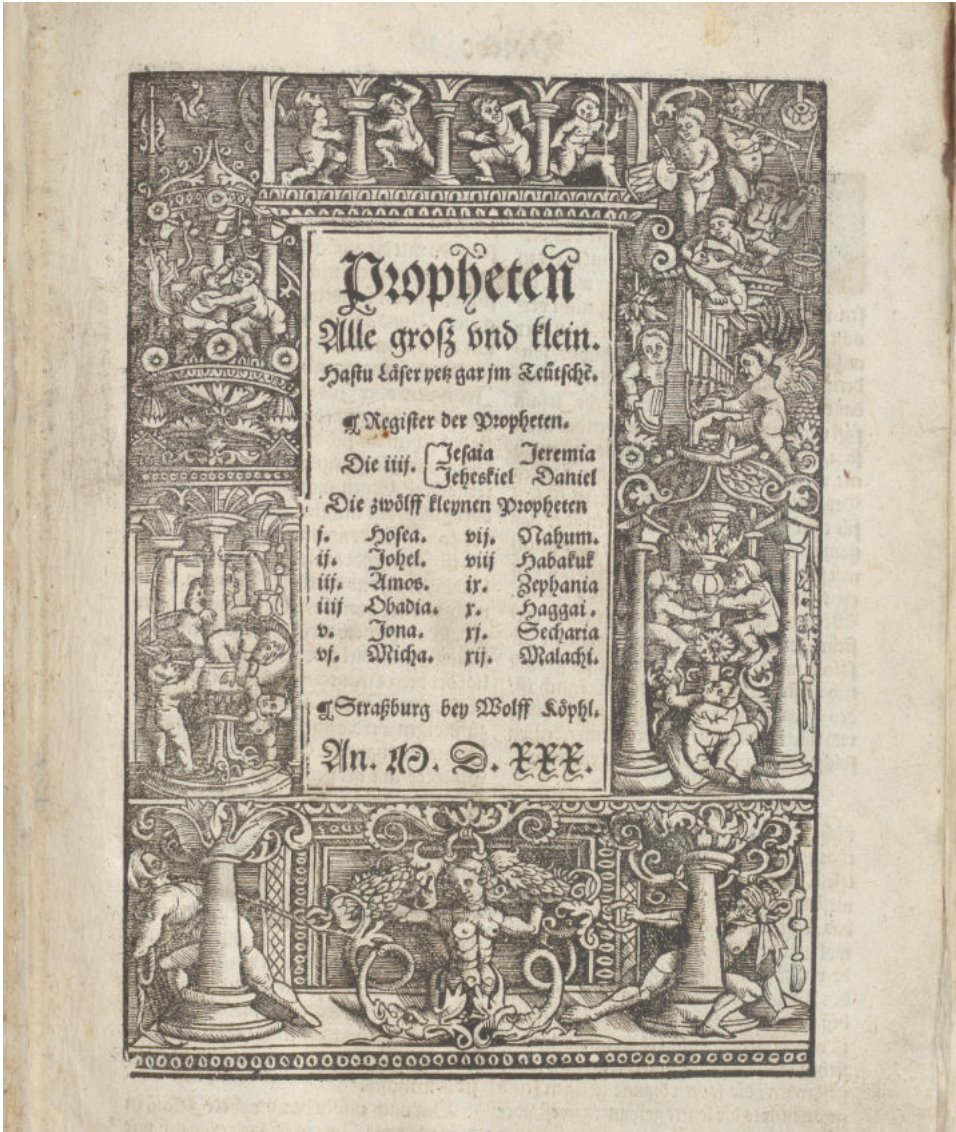 Propheten̄
Alle groſz vnd klein.
Haſtu Läſer yetz gar jm Teütſchē.
¶ Regiſter der Propheten.
Die iiij. Jeſaia Jeremia
Jeheskiel Daniel
Die zwölff kleynen Propheten
j. Hoſea. vij. Nahum.
ij. Johel. viij Habakuk
iij. Amos. ix. Zephania
iiij Obadia. x. Haggai.
v. Jona. xj. Secharia
vj. Micha. xij. Malachi.
¶ Straßburg bey Wolff Köphl.
An. M. D. XXX.